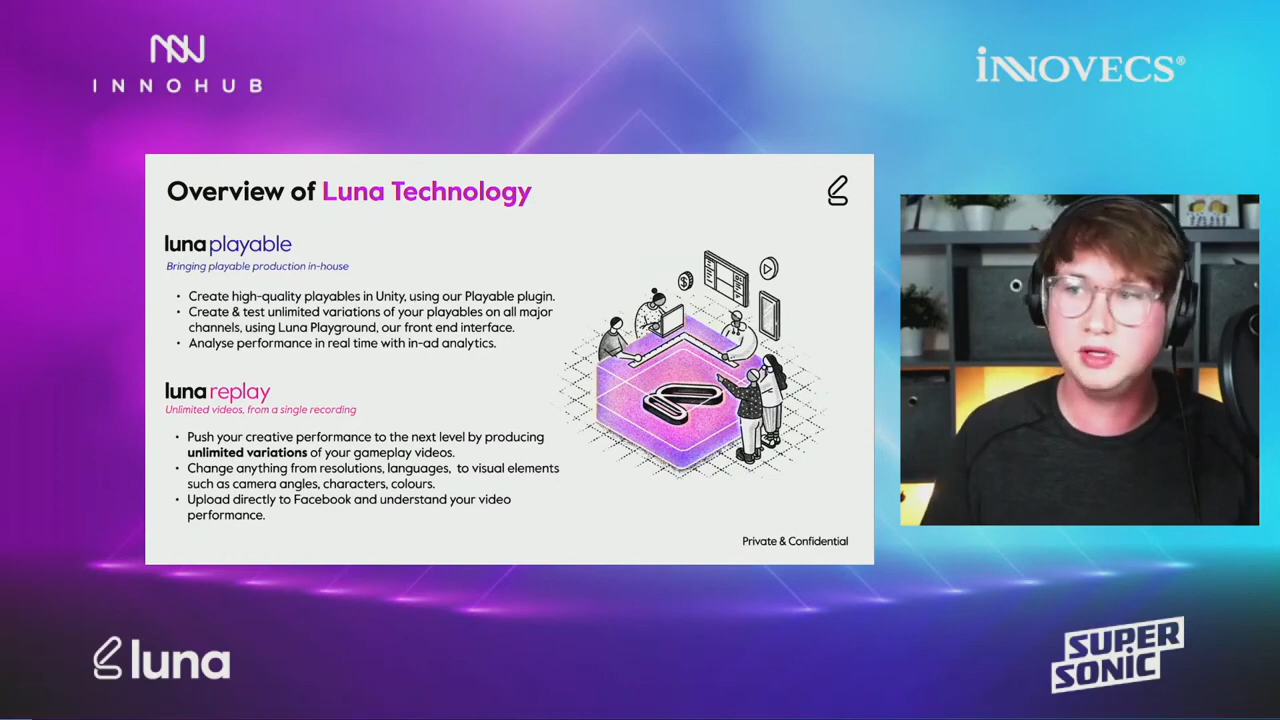 INNOHUB
iNNOVECS®
Overview of Luna Technology
luna playable
Bringing playable production in-house
• Create high-quality playables in Unity, using our Playable plugin.
• Create & test unlimited variations of your playables on all major
channels, using Luna Playground, our front end interface.
• Analyse performance in real time with in-ad analytics.
luna replay
Unlimited videos, from a single recording
• Push your creative performance to the next level by producing
unlimited variations of your gameplay videos.
• Change anything from resolutions, languages, to visual elements
such as camera angles, characters, colours.
• Upload directly to Facebook and understand your video
performance.
$
Private & Confidential
luna
SUPER
SONIC